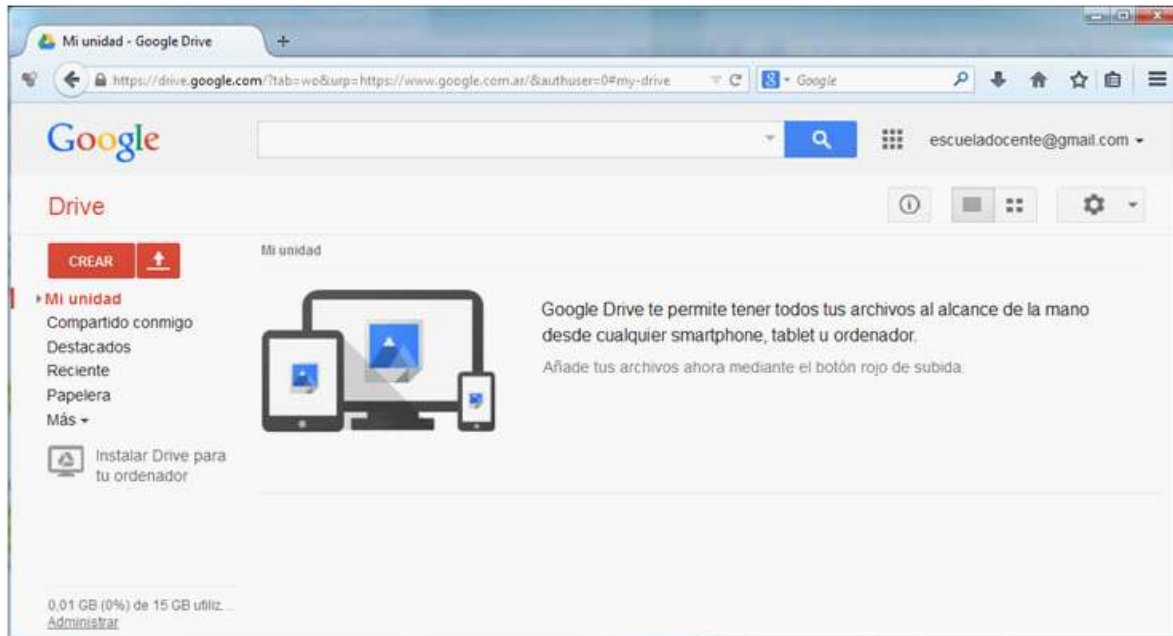 Mi unidad - Google Drive
https://drive.google.com/?tab=wo&urp=https://www.google.com.ar/&authuser=0#my-drive
Google
Google
escueladocente@gmail.com
Drive
CREAR
Mi unidad
Mi unidad
Compartido conmigo
Destacados
Reciente
Papelera
Más
Instalar Drive para
tu ordenador
Google Drive te permite tener todos tus archivos al alcance de la mano
desde cualquier smartphone, tablet u ordenador.
Añade tus archivos ahora mediante el botón rojo de subida.
0,01 GB (0%) de 15 GB utiliz...
Administrar